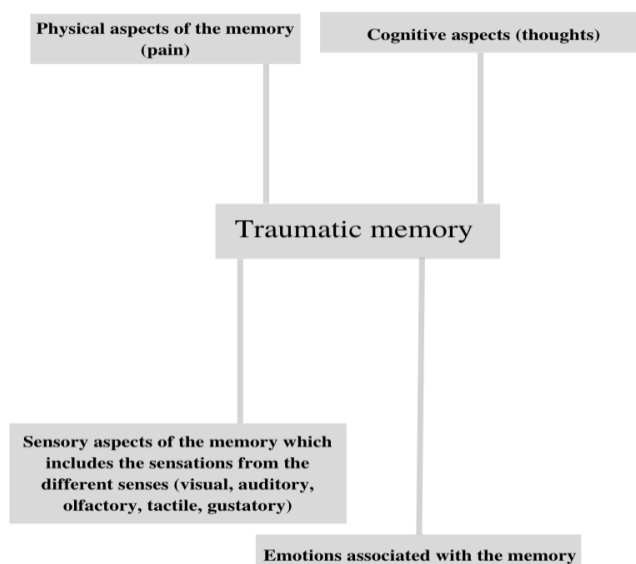 Physical aspects of the memory
(pain)
Cognitive aspects (thoughts)
Traumatic memory
Sensory aspects of the memory which
includes the sensations from the
different senses (visual, auditory,
olfactory, tactile, gustatory)
Emotions associated with the memory